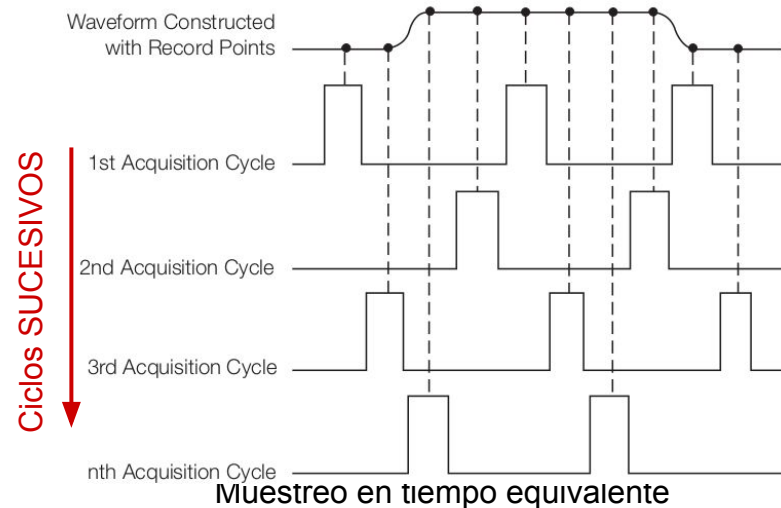 Waveform Constructed
with Record Points
1st Acquisition Cycle
2nd Acquisition Cycle
3rd Acquisition Cycle
nth Acquisition Cycle
Ciclos SUCESIVOS
Muestreo en tiempo equivalente